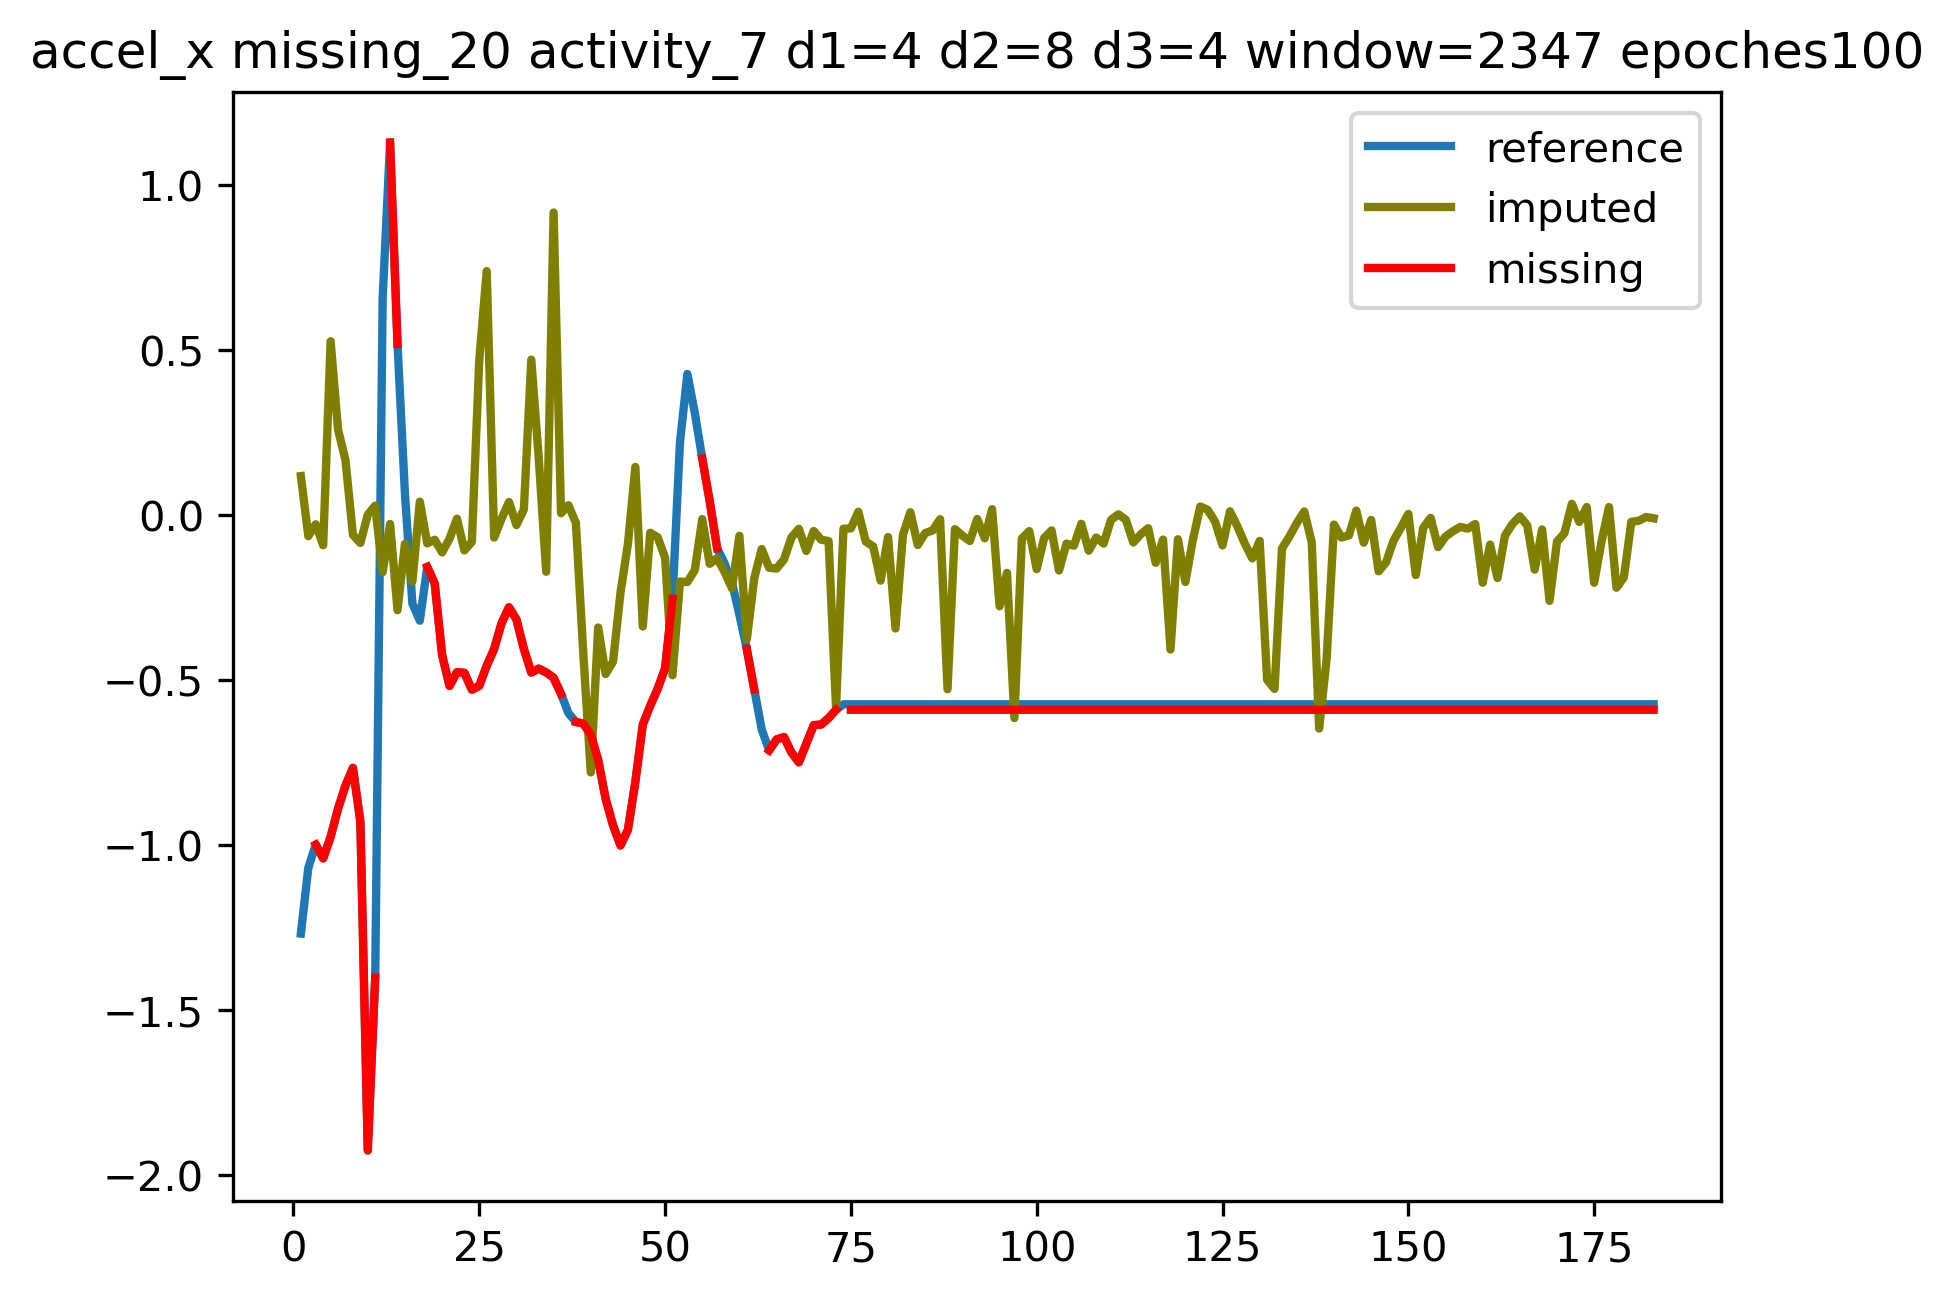 accel_x missing_20 activity_7 d1=4 d2=8 d3=4 window=2347 epoches100
reference
imputed
missing
1.0
0.5
0.0
−0.5
−1.0
−1.5
−2.0
0 25 50 75 100 125 150 175